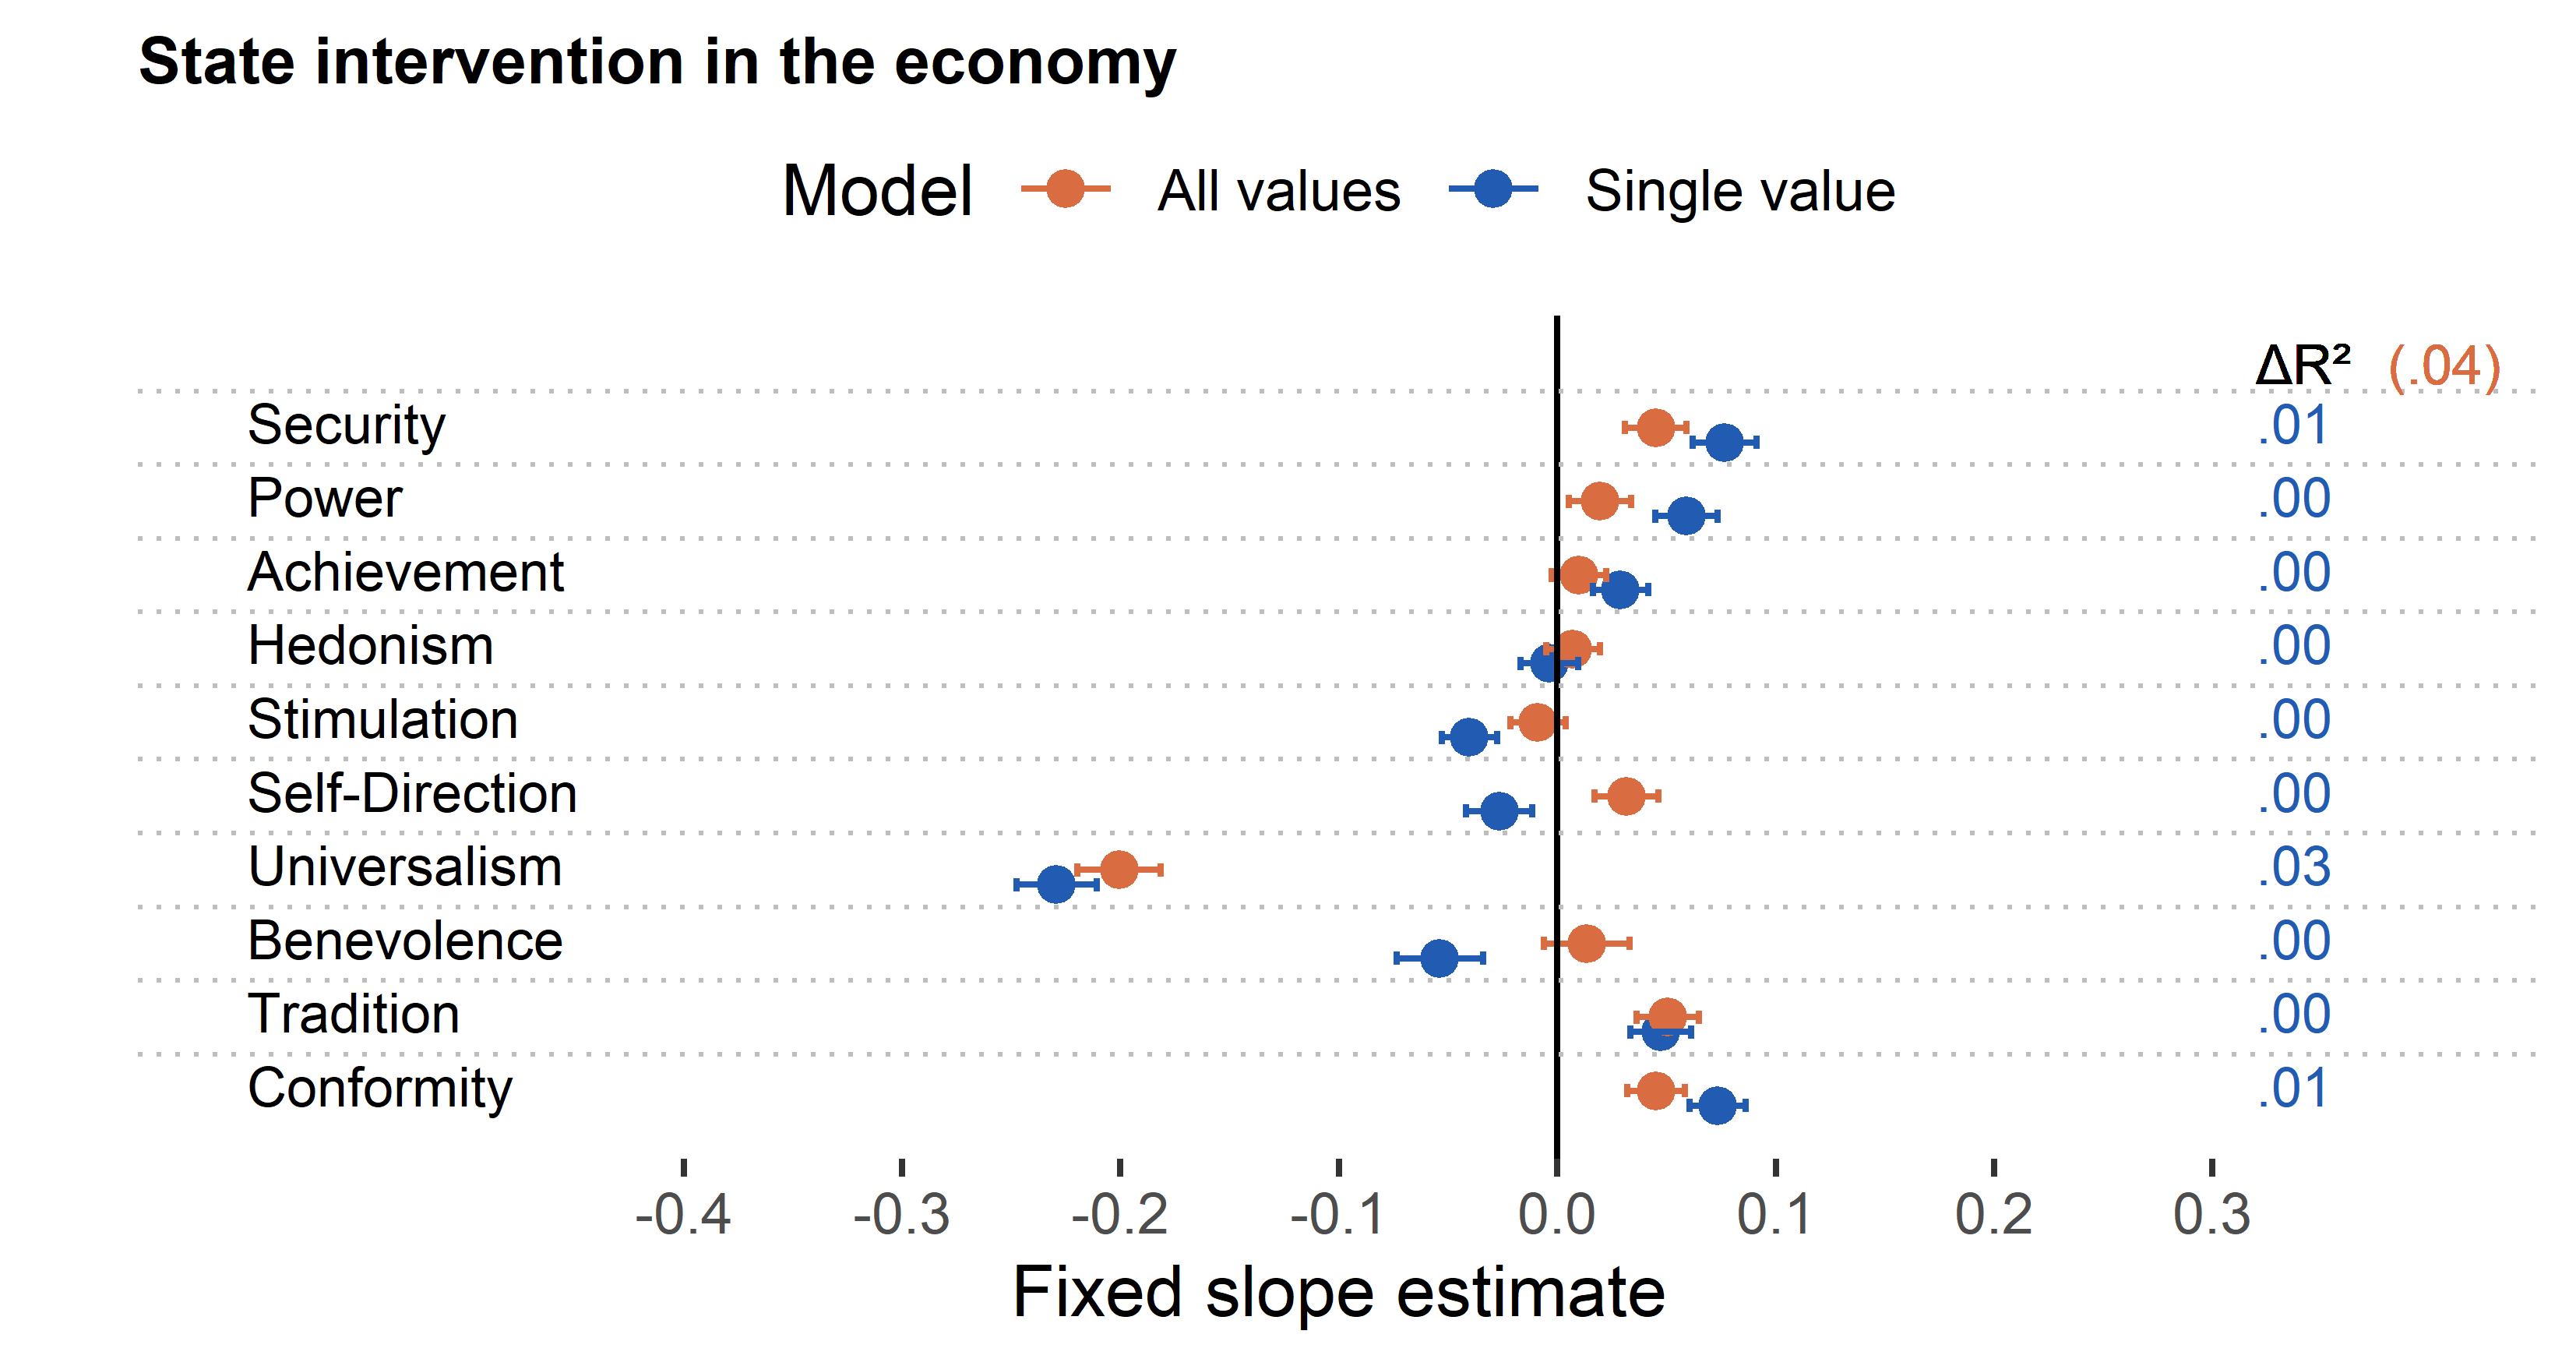 State intervention in the economy
Model All values Single value
ΔR² (.04)
Security .01
Power .00
Achievement .00
Hedonism .00
Stimulation .00
Self-Direction .00
Universalism .03
Benevolence .00
Tradition .00
Conformity .01
-0.4 -0.3 -0.2 -0.1 0.0 0.1 0.2 0.3
Fixed slope estimate